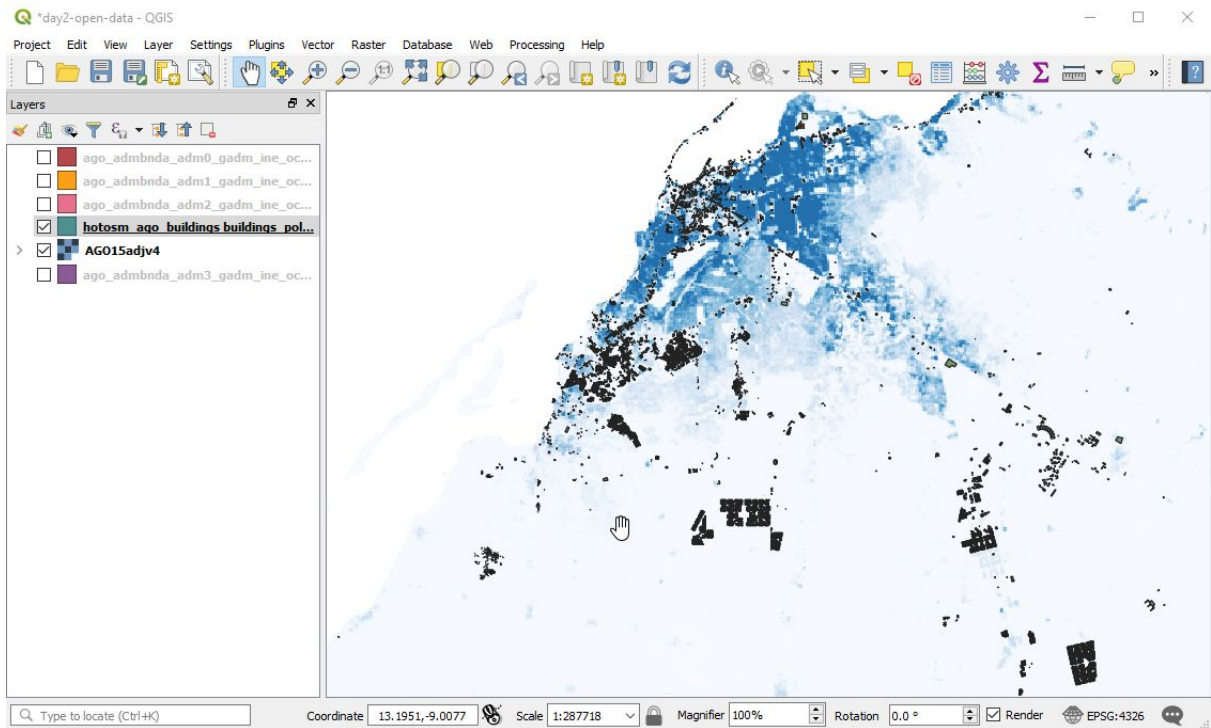 *day2-open-data - QGIS
Project Edit View Layer Settings Plugins Vector Raster Database Web Processing Help
Layers
ago_admbnda_adm0_gadm_ine_oc...
ago_admbnda_adm1_gadm_ine_oc...
ago_admbnda_adm2_gadm_ine_oc...
hotosm_ago_buildings buildings_pol...
AGO15adjv4
ago_admbnda_adm3_gadm_ine_oc...
Type to locate (Ctrl+K) Coordinate 13.1951,-9.0077 Scale 1:287718 Magnifier 100% Rotation 0.0 ° Render EPSG:4326